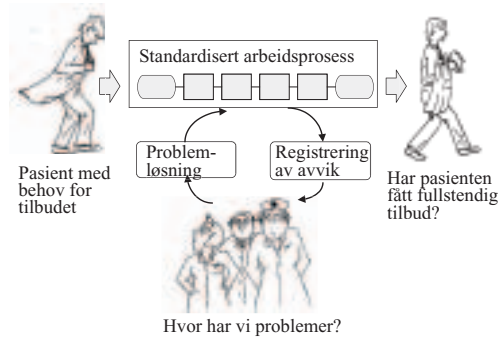 Standardisert arbeidsprosess
Problem-
løsning
Registrering
av avvik
Pasient med
behov for
tilbudet
Har pasienten
fått fullstendig
tilbud?
Hvor har vi problemer?